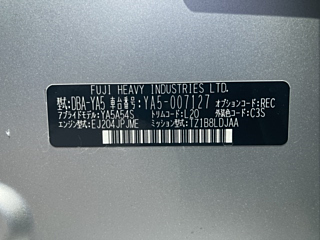 FUJI HEAVY INDUSTRIES LTD.
型式:DBA-YA5 車台番号:YA5-007127 オプションコード:REC
アプライドモデル:YA5A54S トリムコード:L20 外装色コード:C3S
エンジン型式:EJ204JPJME ミッション型式:TZ1B8LDJAA